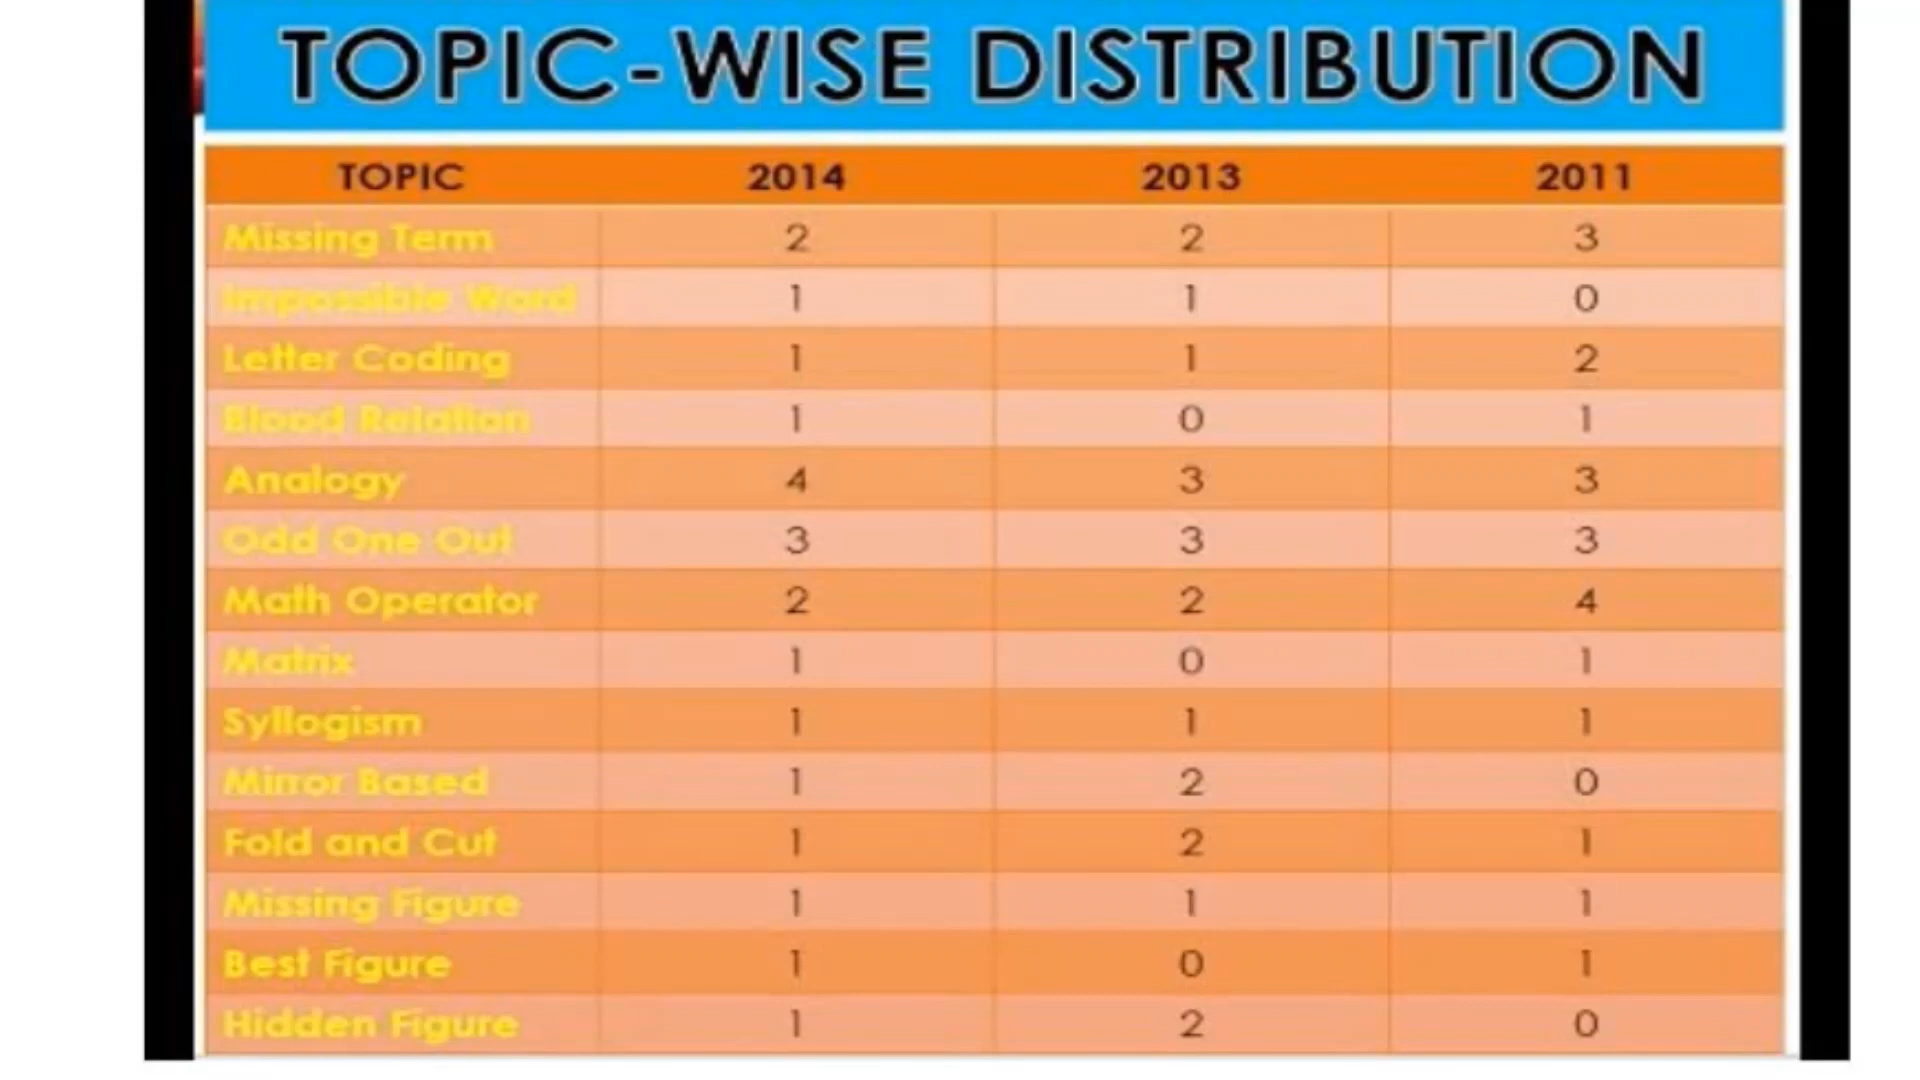 TOPIC-WISE DISTRIBUTION
TOPIC 2014 2013 2011
Missing Term 2 2 3
Impossible Word 1 1 0
Letter Coding 1 1 2
Blood Relation 1 0 1
Analogy 4 3 3
Odd One Out 3 3 3
Math Operator 2 2 4
Matrix 1 0 1
Syllogism 1 1 1
Mirror Based 1 2 0
Fold and Cut 1 2 1
Missing Figure 1 1 1
Best Figure 1 0 1
Hidden Figure 1 2 0